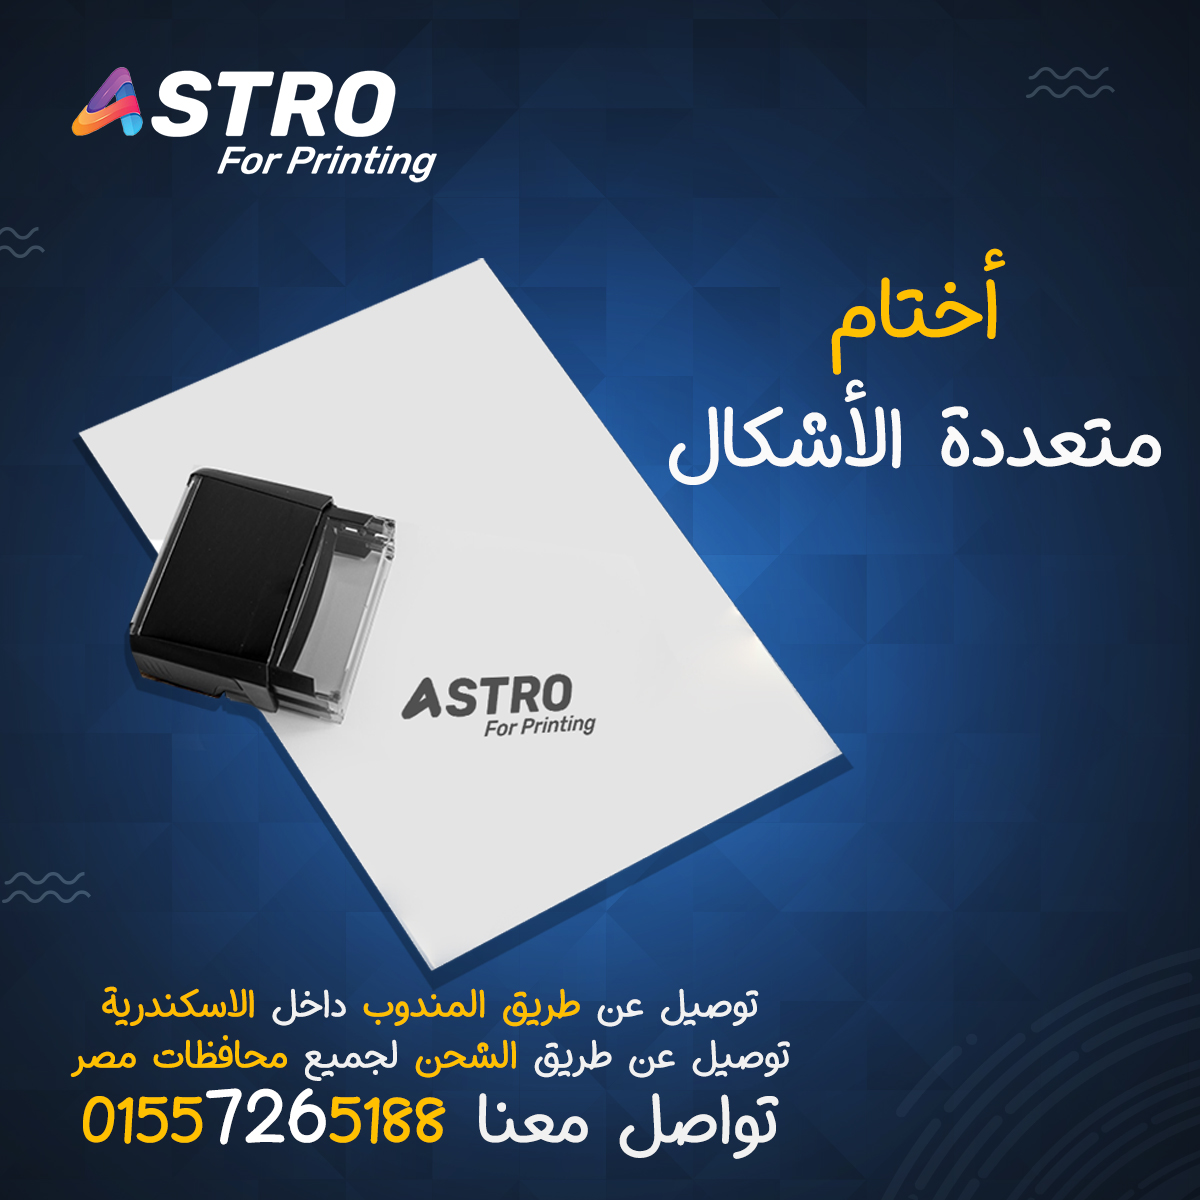 ASTRO
For Printing
أختام
متعددة الأشكال
ASTRO
For Printing
توصيل عن طريق المندوب داخل الاسكندرية
توصيل عن طريق الشحن لجميع محافظات مصر
تواصل معنا 01557265188